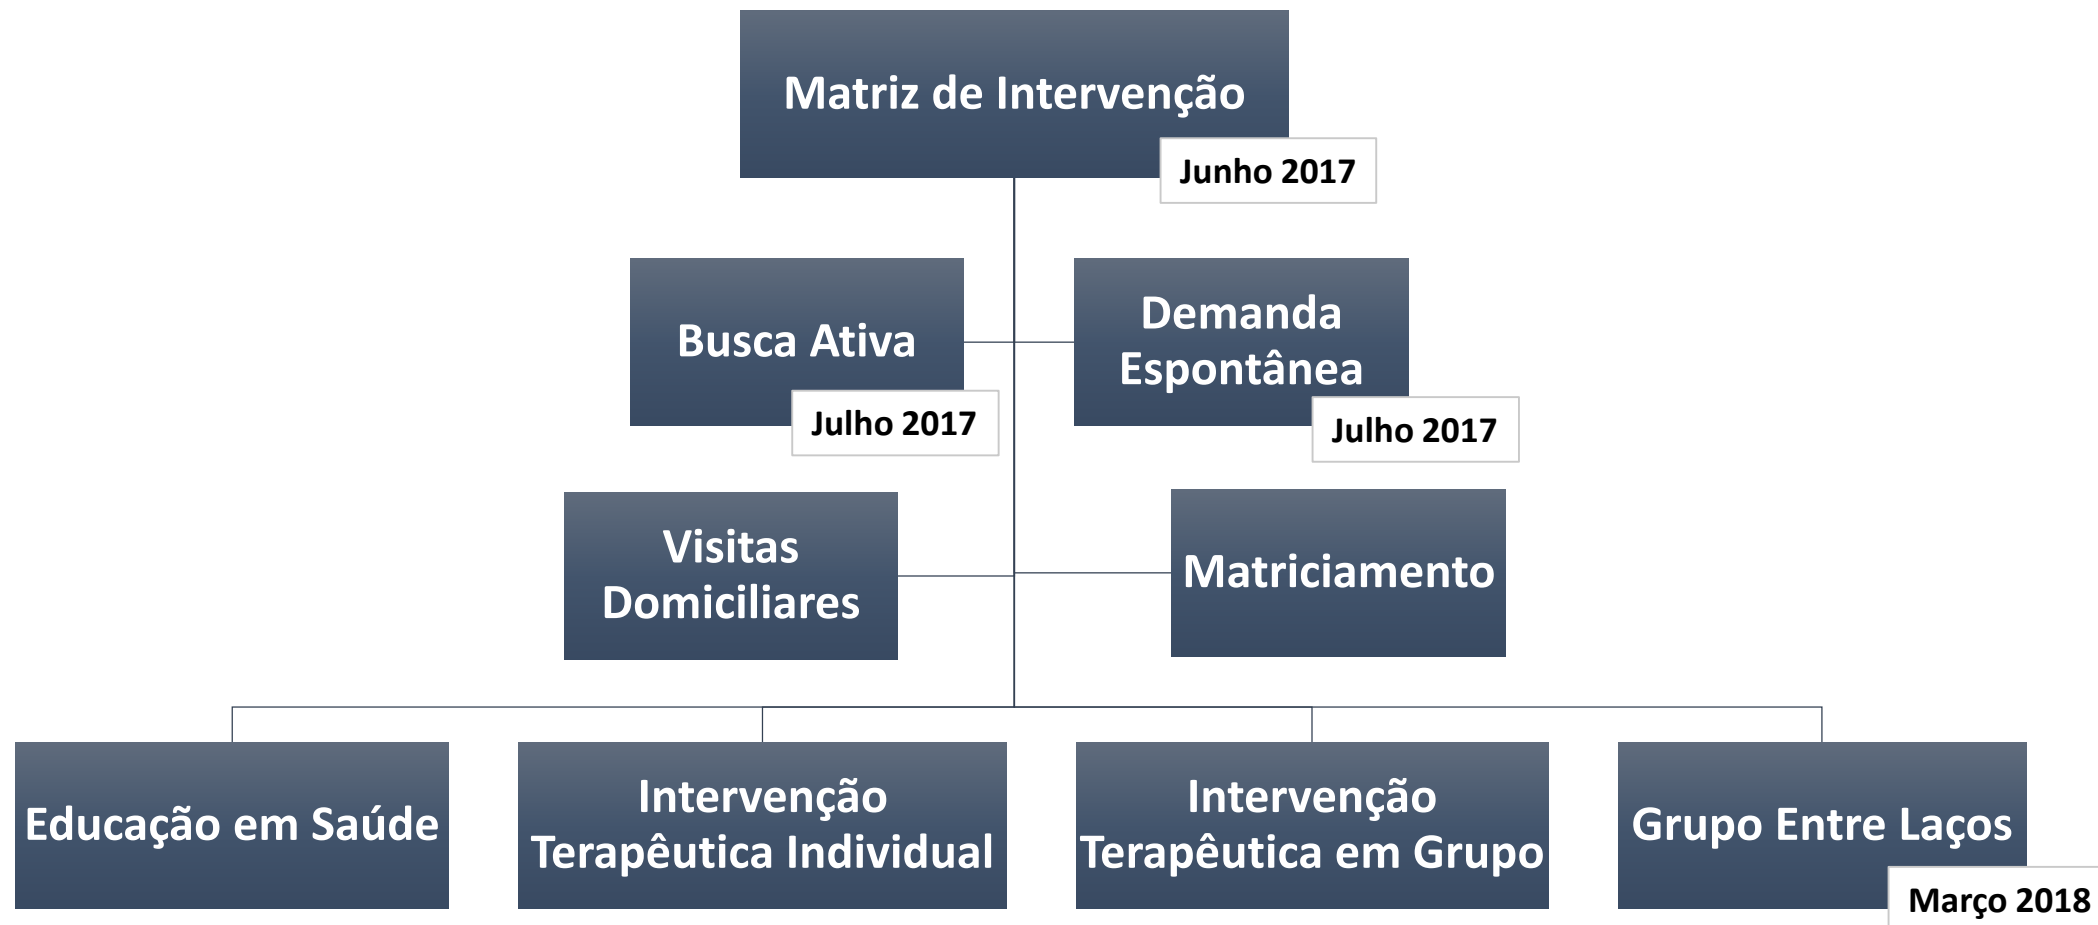 Matriz de Intervenção
Junho 2017
Busca Ativa
Julho 2017
Demanda
Espontânea
Julho 2017
Visitas
Domiciliares
Matriciamento
Educação em Saúde
Intervenção
Terapêutica Individual
Intervenção
Terapêutica em Grupo
Grupo Entre Laços
Março 2018